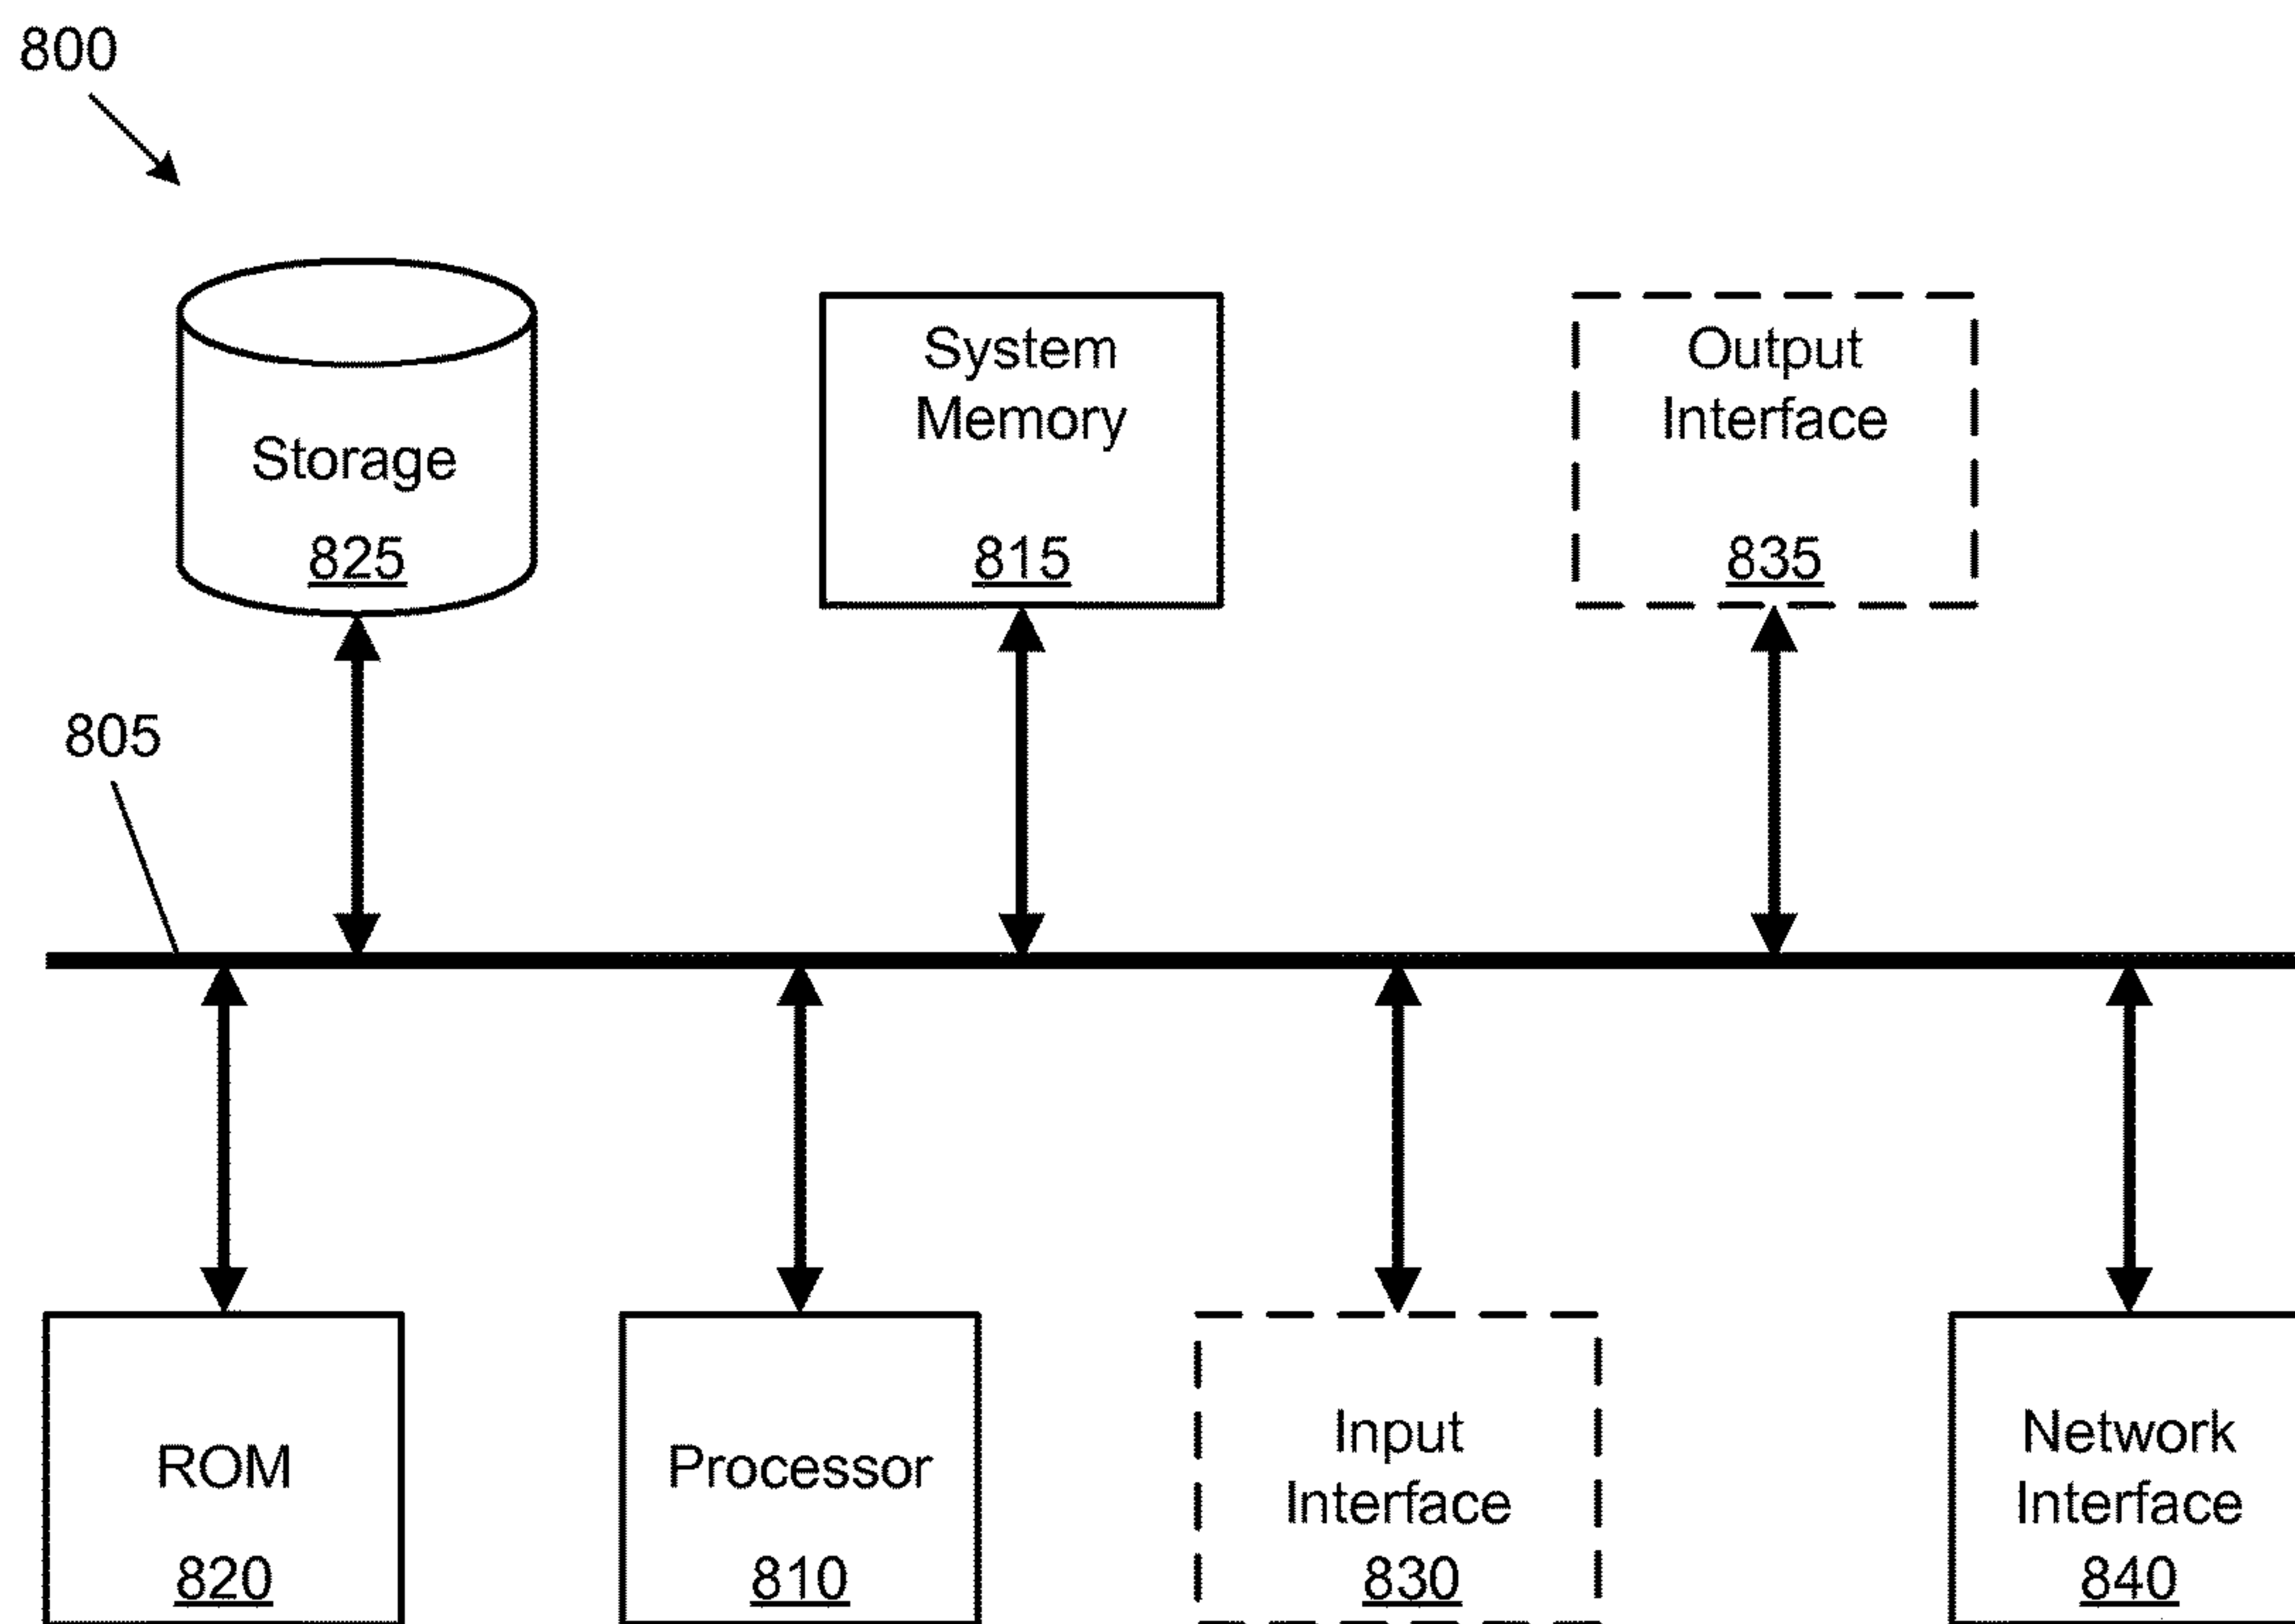 800
Storage
825
System
Memory
815
Output
Interface
835
805
ROM
820
Processor
810
Input
Interface
830
Network
Interface
840